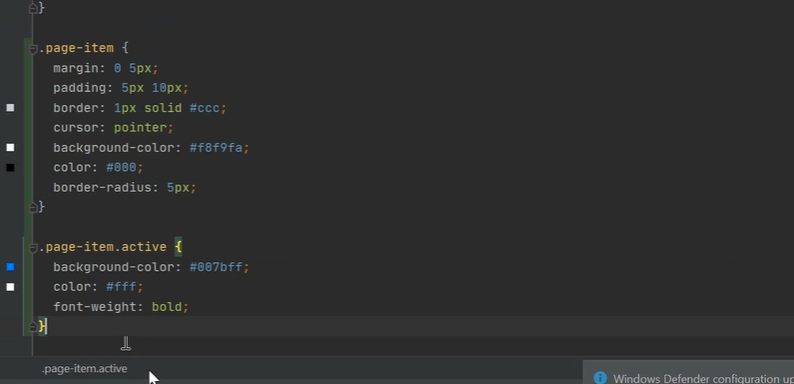 }
.page-item {
margin: 0 5px;
padding: 5px 10px;
border: 1px solid #ccc;
cursor: pointer;
background-color: #f8f9fa;
color: #000;
border-radius: 5px;
}
.page-item.active {
background-color: #007bff;
color: #fff;
font-weight: bold;
}
.page-item.active
Windows Defender configuration up